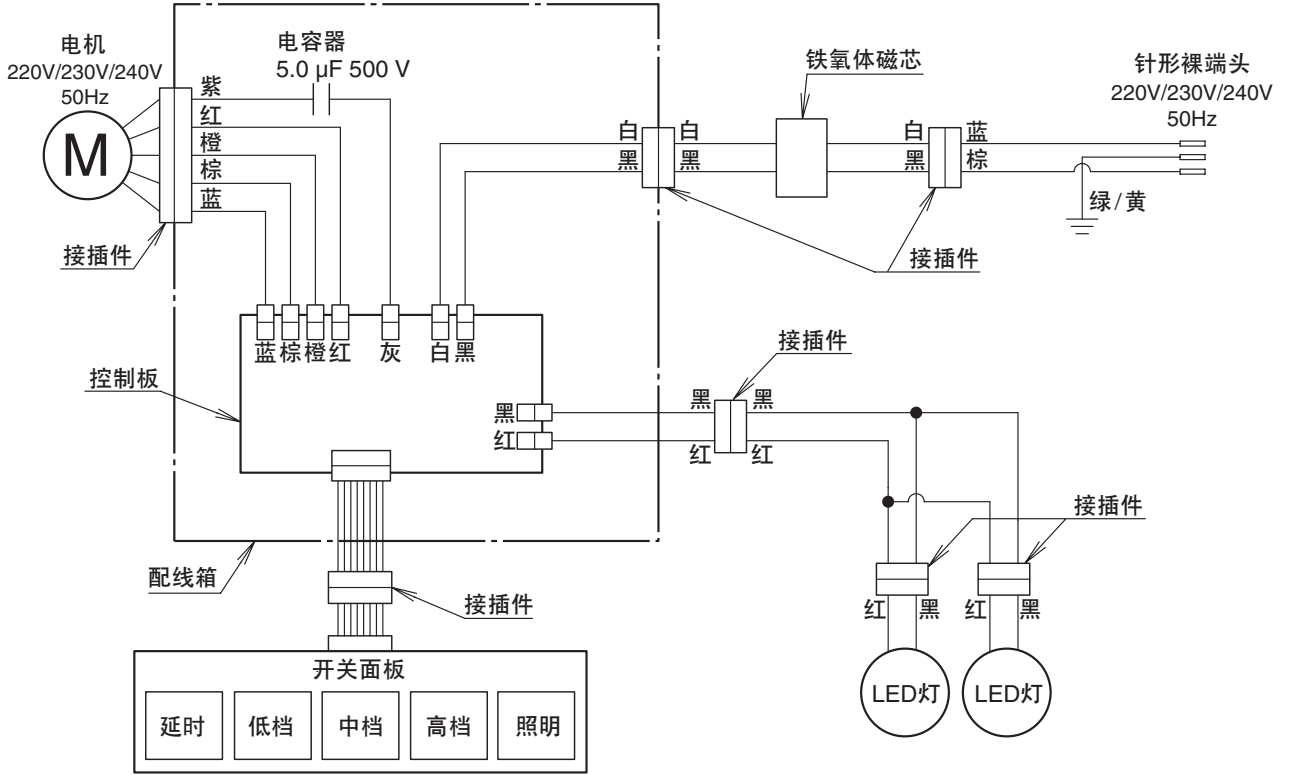 电机
220V/230V/240V
50Hz
M
紫
红
橙
棕
蓝
接插件
电容器
5.0 µF 500 V
白
黑
白
黑
铁氧体磁芯
白
黑
蓝
棕
针形裸端头
220V/230V/240V
50Hz
绿/黄
接插件
蓝 棕 橙 红 灰 白 黑
控制板
黑
红
黑
红
黑
红
接插件
接插件
红 黑 红 黑
LED灯 LED灯
配线箱
接插件
开关面板
延时 低档 中档 高档 照明